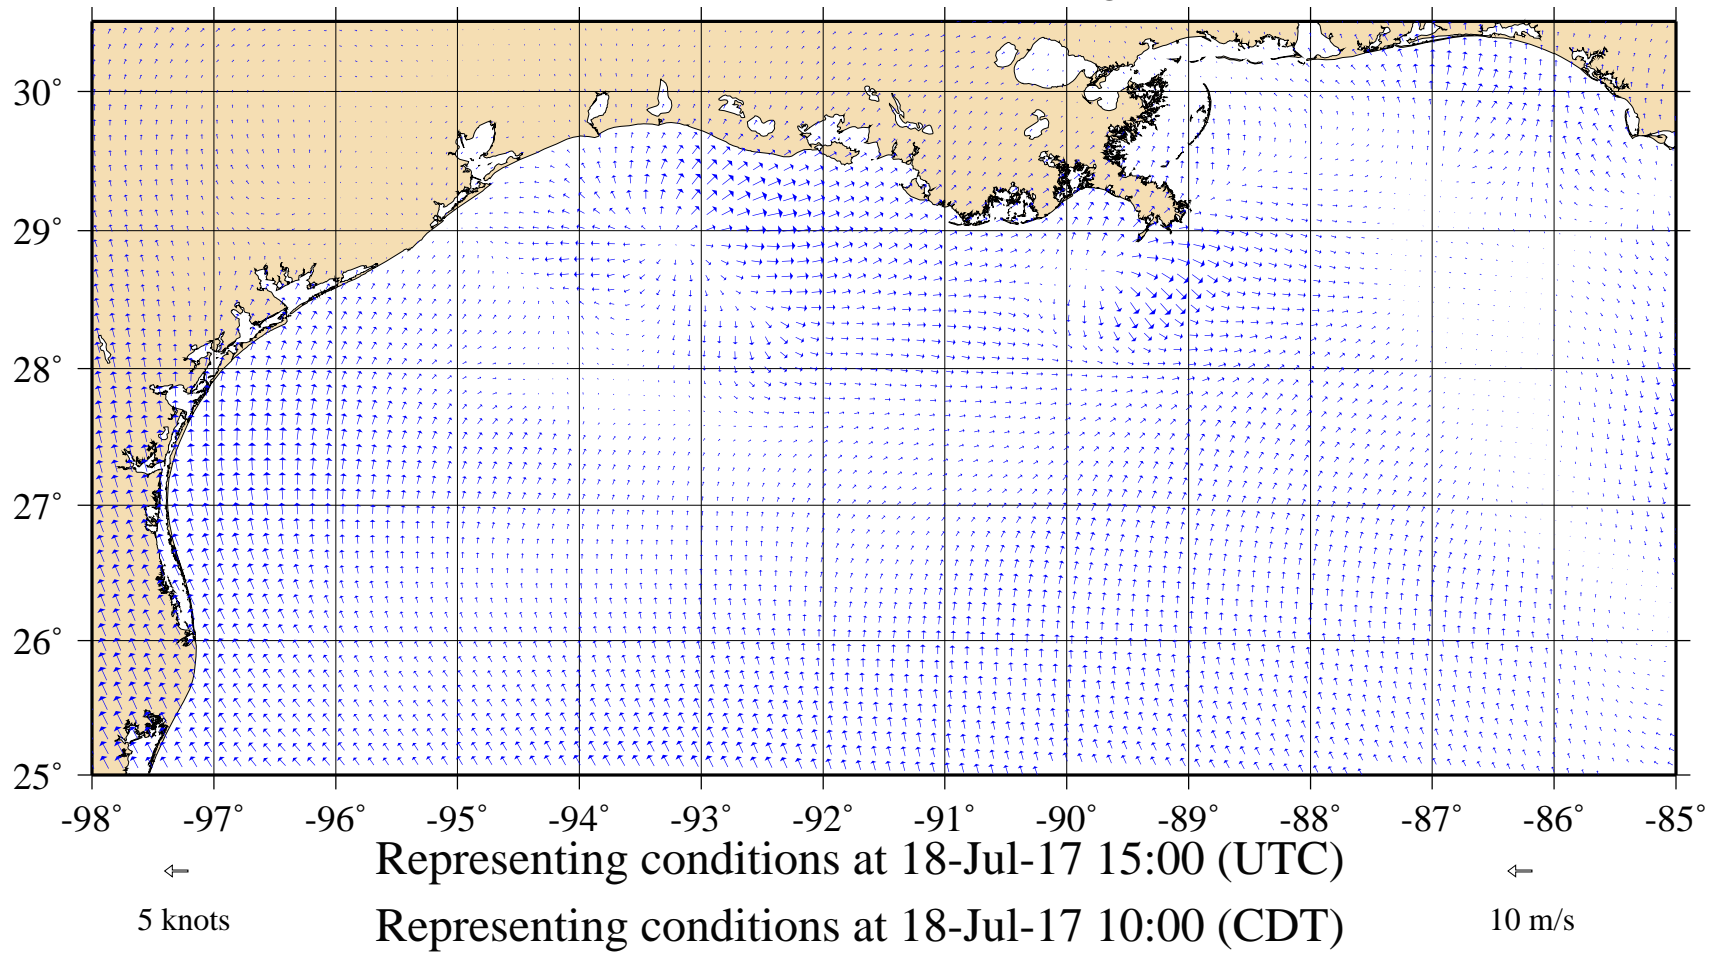 30°
29°
28°
27°
26°
25°
-98° -97° -96° -95° -94° -93° -92° -91° -90° -89° -88° -87° -86° -85°
Representing conditions at 18-Jul-17 15:00 (UTC)
5 knots
Representing conditions at 18-Jul-17 10:00 (CDT)
10 m/s